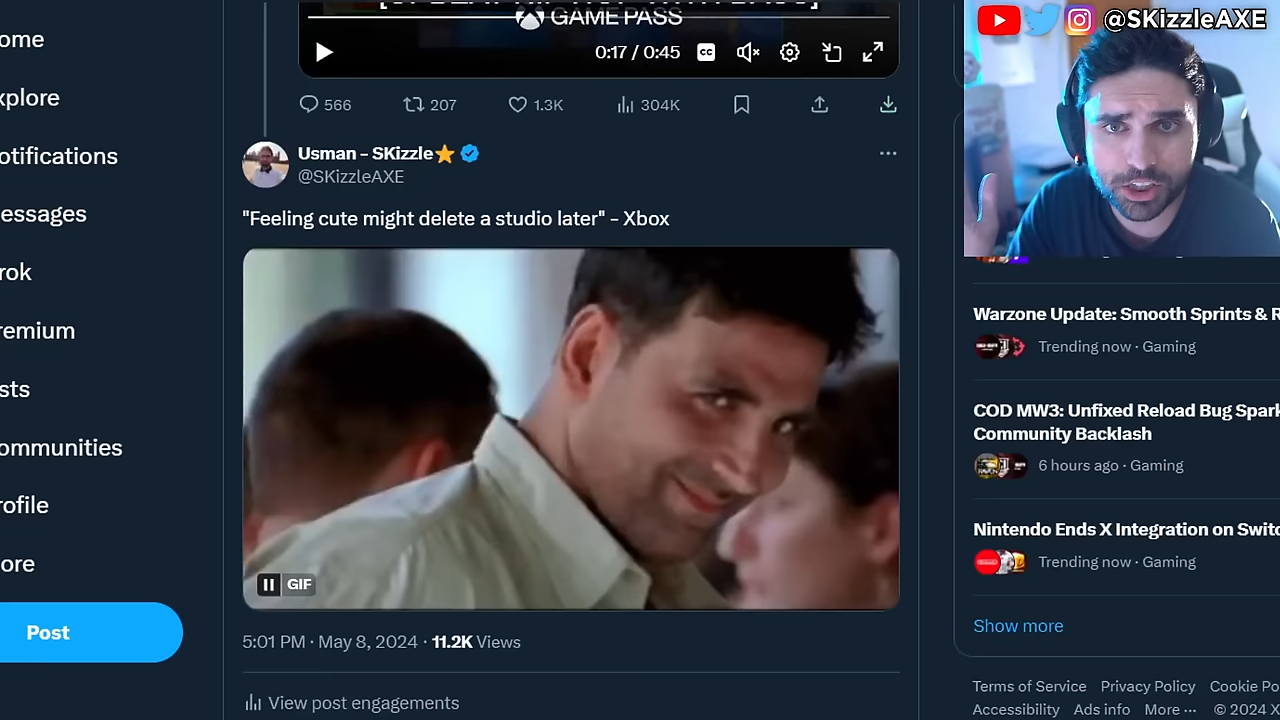 GAME PASS
0:17 / 0:45
CC
566
207
1.3K
304K
@SKizzleAXE
ome
xplore
otifications
essages
rok
remium
sts
ommunities
rofile
ore
Post
Usman – SKizzle⭐
@SKizzleAXE
"Feeling cute might delete a studio later" – Xbox
GIF
5:01 PM · May 8, 2024 · 11.2K Views
View post engagements
Warzone Update: Smooth Sprints & R
Trending now · Gaming
COD MW3: Unfixed Reload Bug Spark
Community Backlash
6 hours ago · Gaming
Nintendo Ends X Integration on Switc
Trending now · Gaming
Show more
Terms of Service Privacy Policy Cookie Po
Accessibility Ads info More ··· © 2024 X